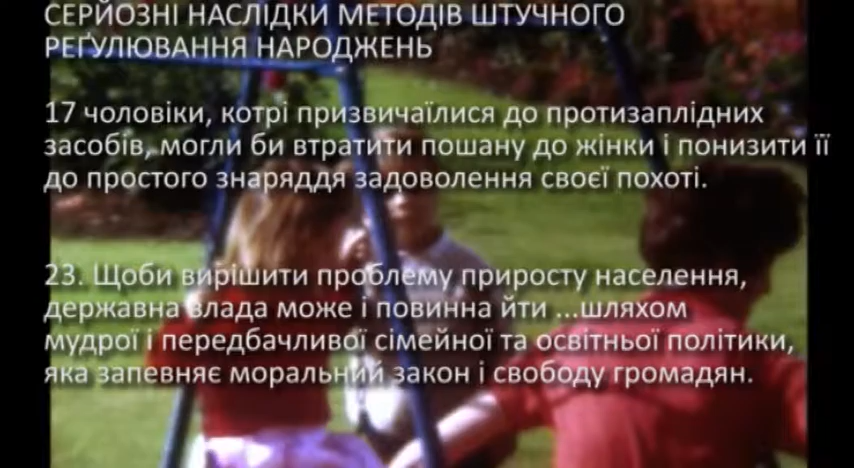 СЕРЙОЗНІ НАСЛІДКИ МЕТОДІВ ШТУЧНОГО
РЕҐУЛЮВАННЯ НАРОДЖЕНЬ
17 чоловіки, котрі призвичаїлися до протизаплідних
засобів, могли би втратити пошану до жінки і понизити її
до простого знаряддя задоволення своєї похоті.
23. Щоби вирішити проблему приросту населення,
державна влада може і повинна йти ...шляхом
мудрої і передбачливої сімейної та освітньої політики,
яка запевняє моральний закон і свободу громадян.